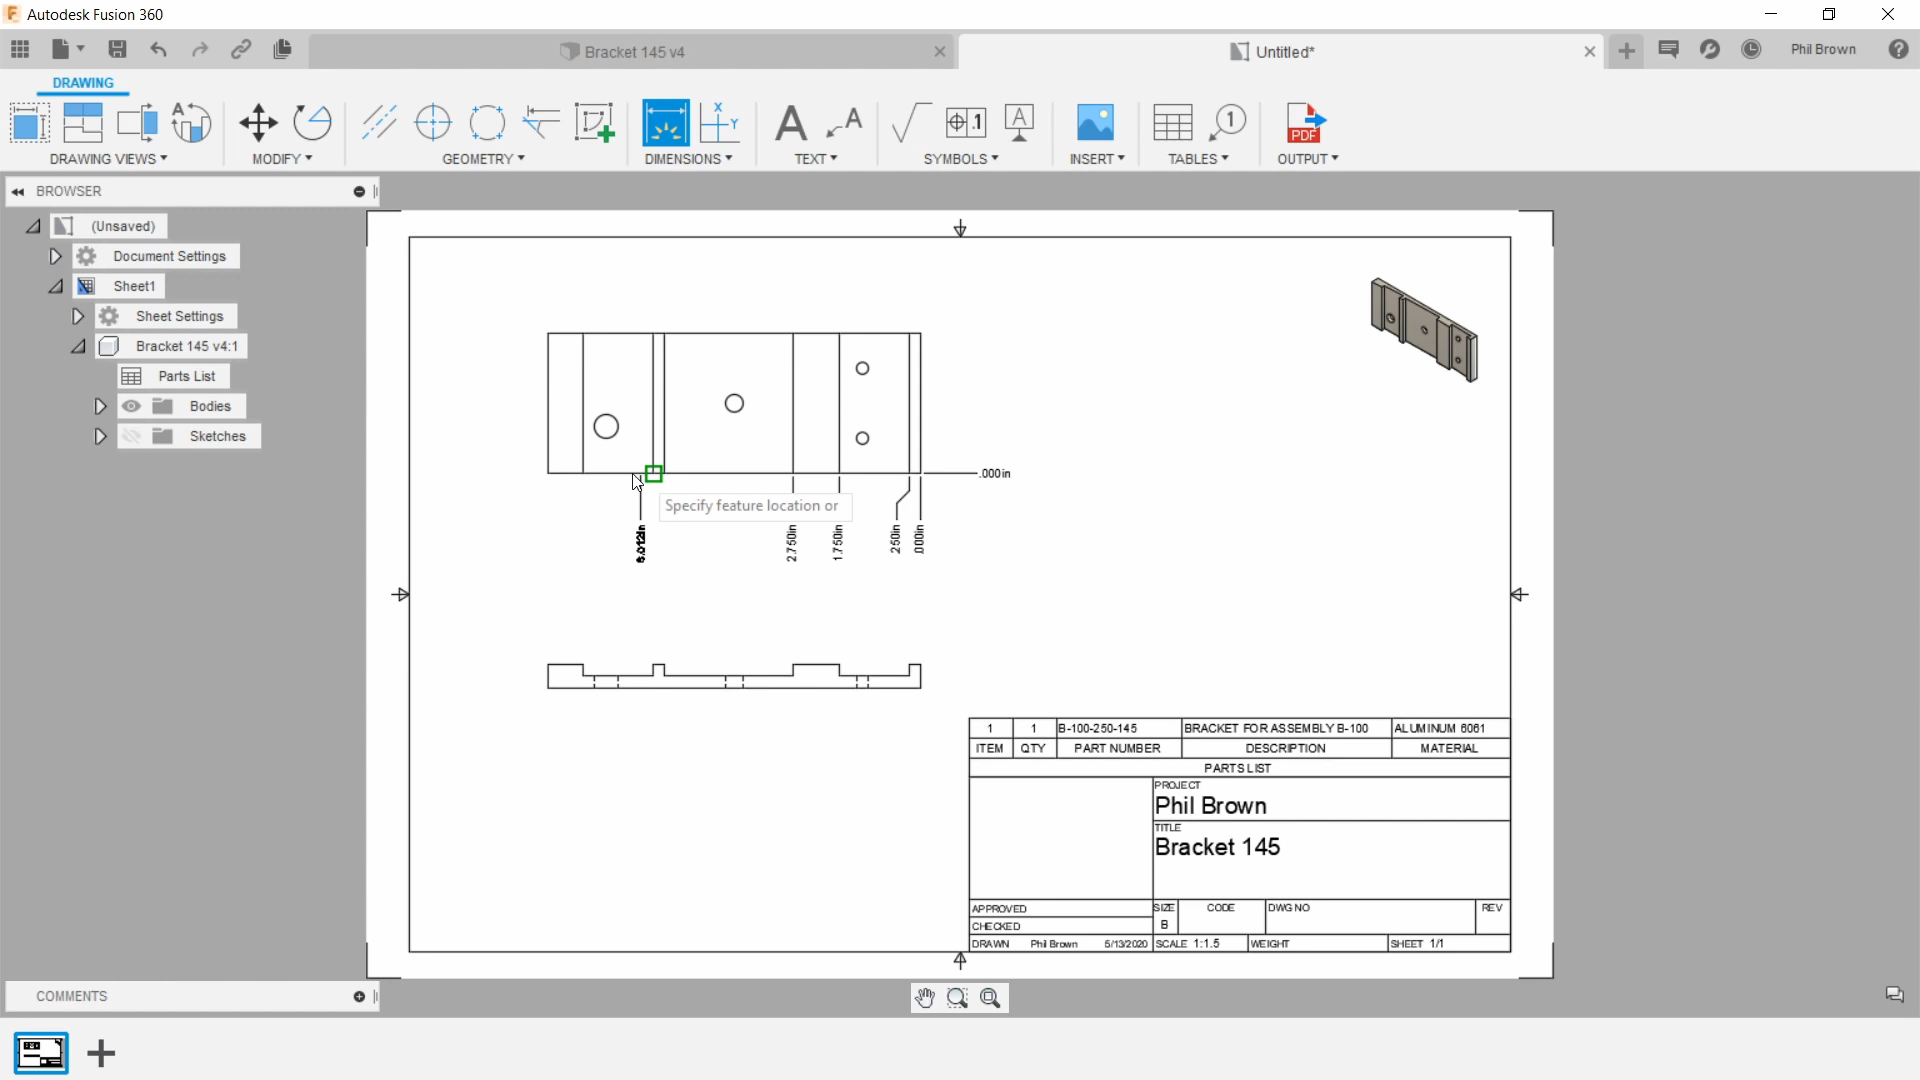 Autodesk Fusion 360
Bracket 145 v4
Untitled*
Phil Brown
DRAWING
DRAWING VIEWS
MODIFY
GEOMETRY
DIMENSIONS
TEXT
SYMBOLS
INSERT
TABLES
OUTPUT
BROWSER
(Unsaved)
Document Settings
Sheet1
Sheet Settings
Bracket 145 v4:1
Parts List
Bodies
Sketches
.000in
Specify feature location or
2.750in
1.750in
.250in
.000in
1 1 B-100-250-145 BRACKET FOR ASSEMBLY B-100 ALUMINUM 6061
ITEM QTY PART NUMBER DESCRIPTION MATERIAL
PARTS LIST
PROJECT
Phil Brown
TITLE
Bracket 145
APPROVED
SIZE CODE DWG NO REV
B
CHECKED
DRAWN Phil Brown 5/13/2020 SCALE 1:1.5 WEIGHT SHEET 1/1
COMMENTS